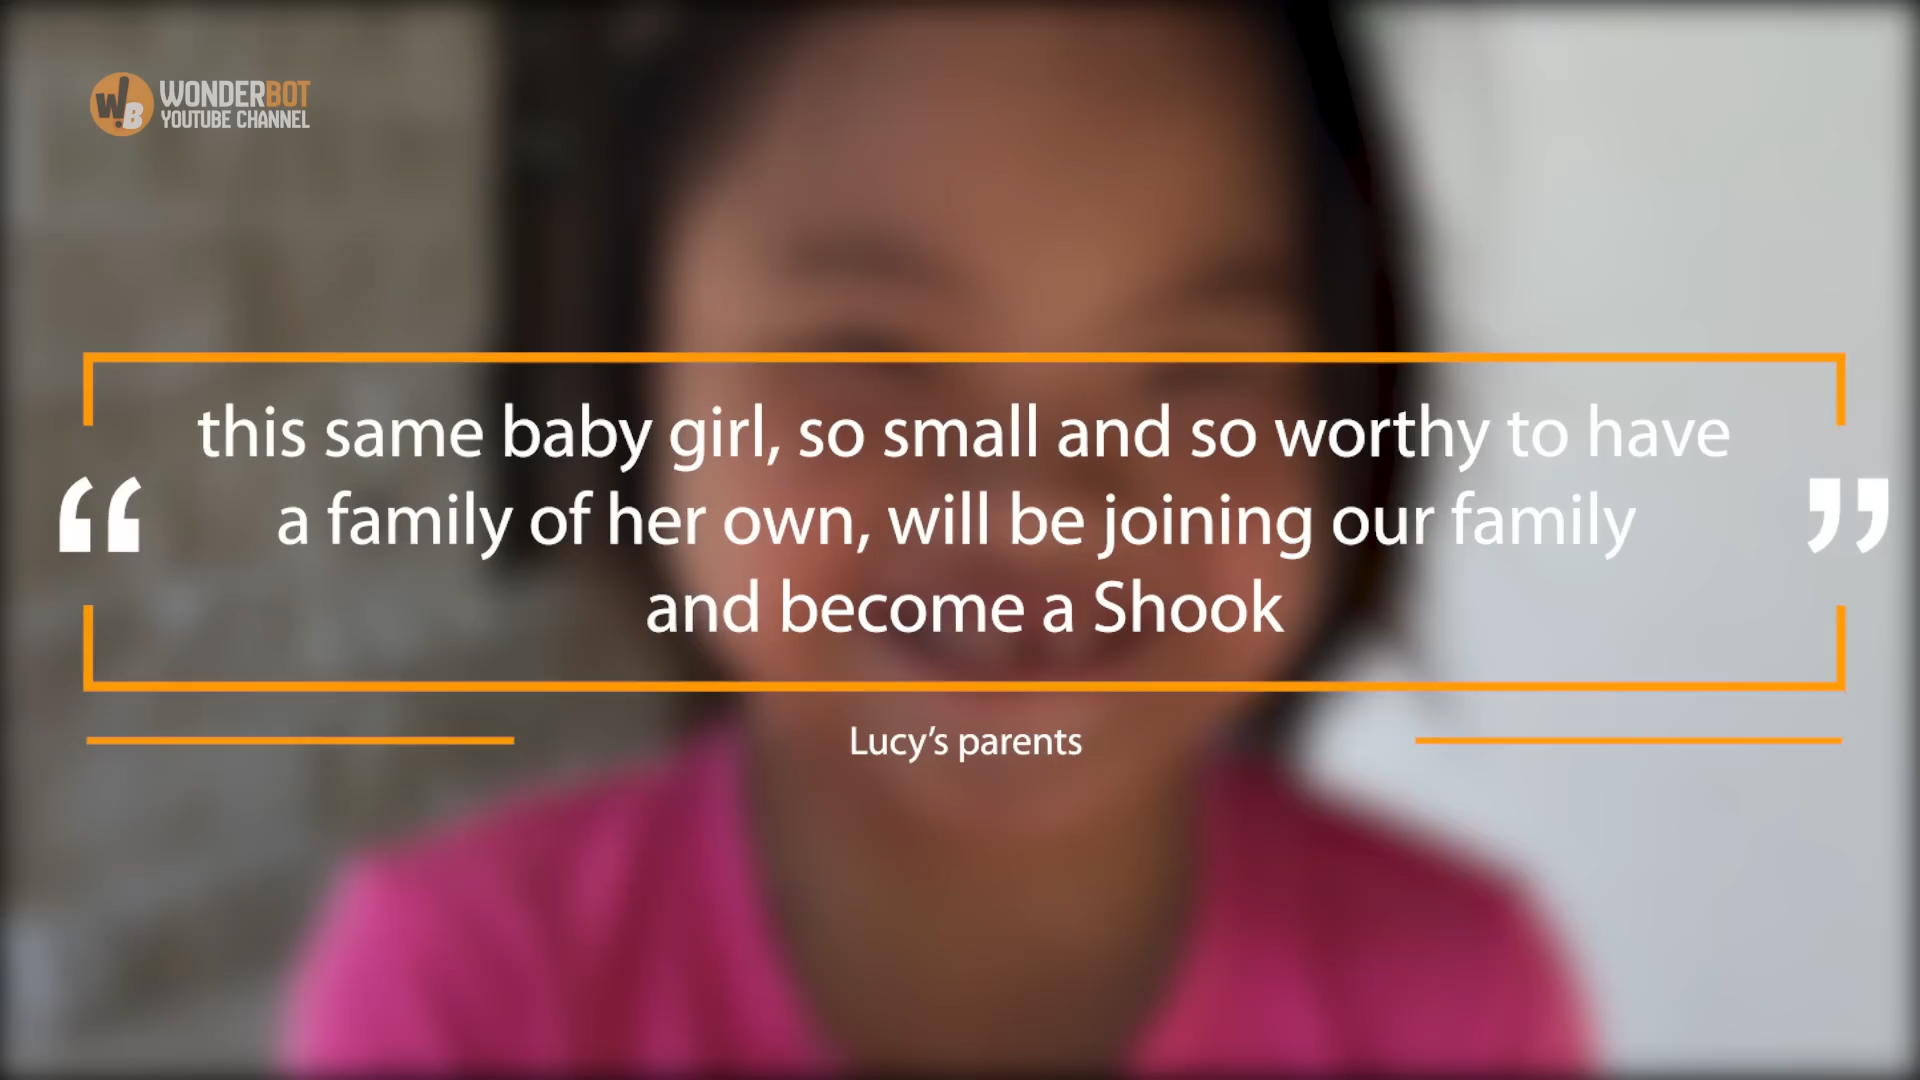 WONDERBOT
YOUTUBE CHANNEL
this same baby girl, so small and so worthy to have
“ a family of her own, will be joining our family ”
and become a Shook
Lucy’s parents